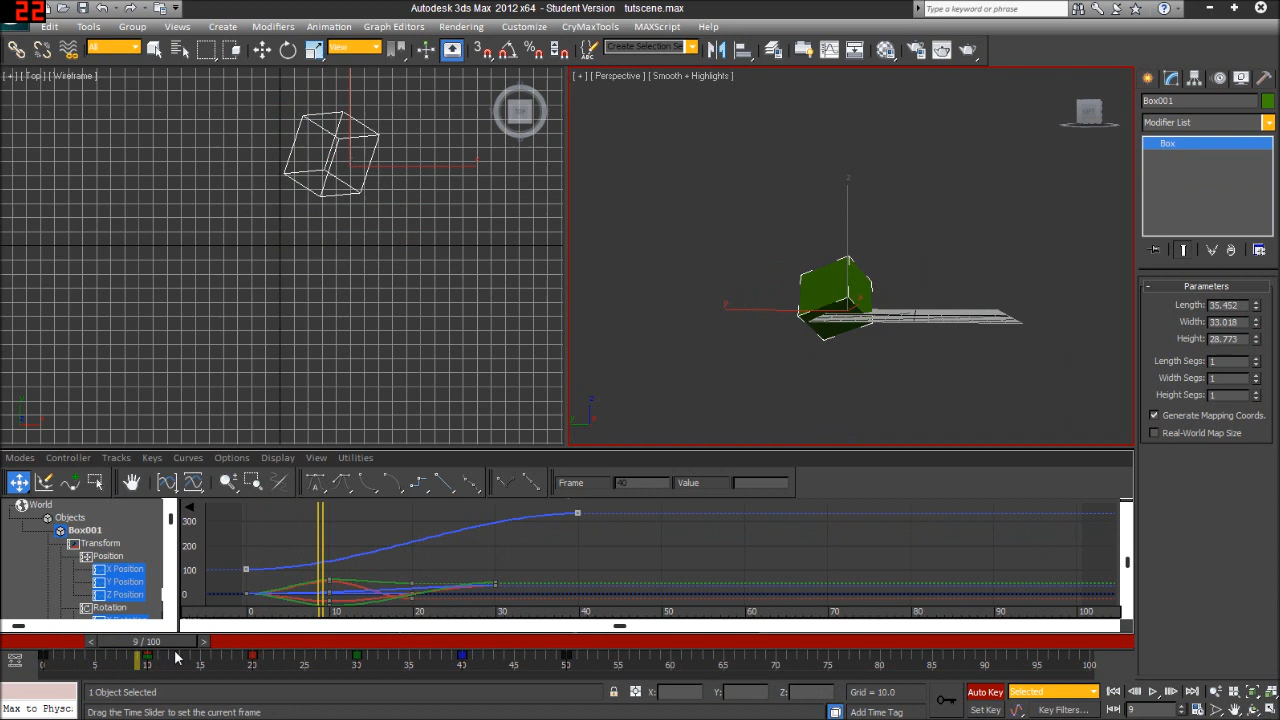 22
Autodesk 3ds Max 2012 x64 - Student Version tutscene.max
Type a keyword or phrase
Edit Tools Group Rendering Customize CryMaxTools MAXScript Help
Views Create Modifiers Animation Graph Editors
All View Create Selection Se
[ + ] [ Top ] [ Wireframe ]
[ + ] [ Perspective ] [ Smooth + Highlights ]
TOP
LEFT
Box001
Modifier List
Box
Parameters
Length: 35.452
Width: 33.018
Height: 28.773
Length Segs: 1
Width Segs: 1
Height Segs: 1
Generate Mapping Coords.
Real-World Map Size
Modes Controller Tracks Keys Curves Options Display View Utilities
Frame 40 Value
World
Objects
Box001
Transform
Position
X Position
Y Position
Z Position
Rotation
300
200
100
0
0 10 20 30 40 50 60 70 80 90 100
< 9 / 100 >
0 5 10 15 20 25 30 35 40 45 50 55 60 65 70 75 80 85 90 95 100
1 Object Selected X: Y: Z: Grid = 10.0 Auto Key Selected
Max to Physc Drag the Time Slider to set the current frame Add Time Tag Set Key Key Filters... 9